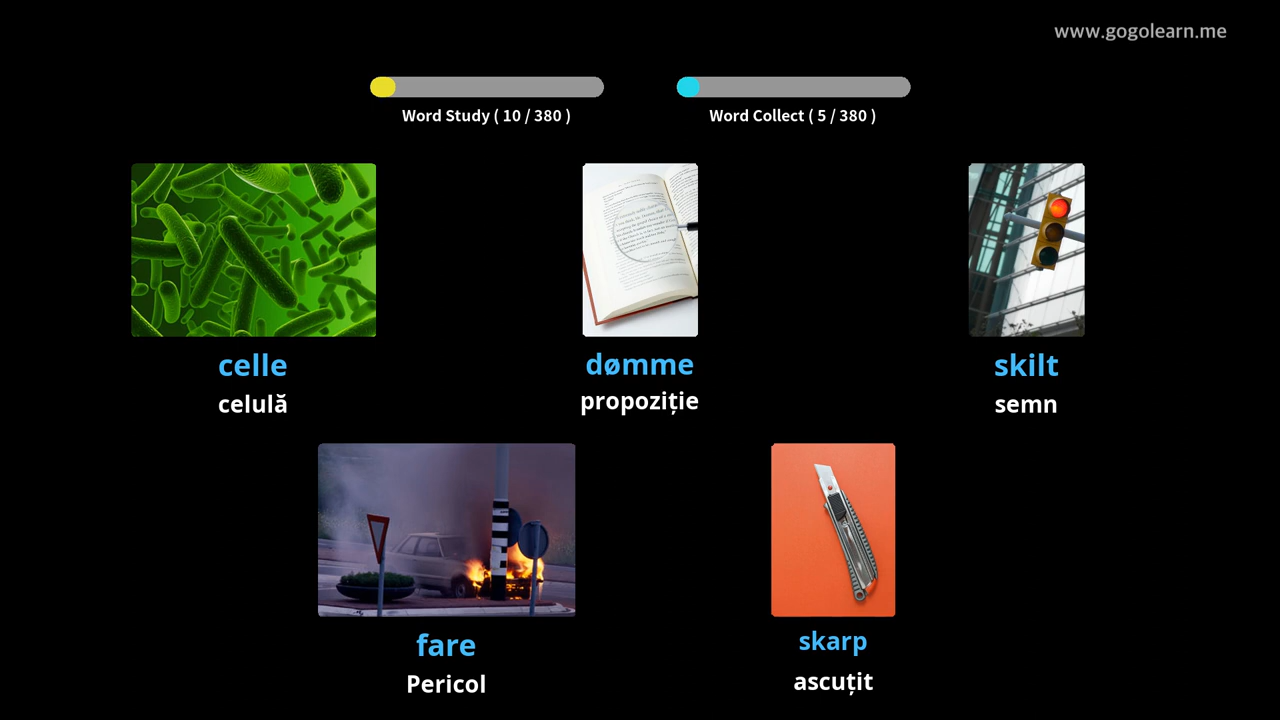 www.gogolearn.me
Word Study ( 10 / 380 )
Word Collect ( 5 / 380 )
celle
celulă
dømme
propoziție
skilt
semn
fare
Pericol
skarp
ascuțit